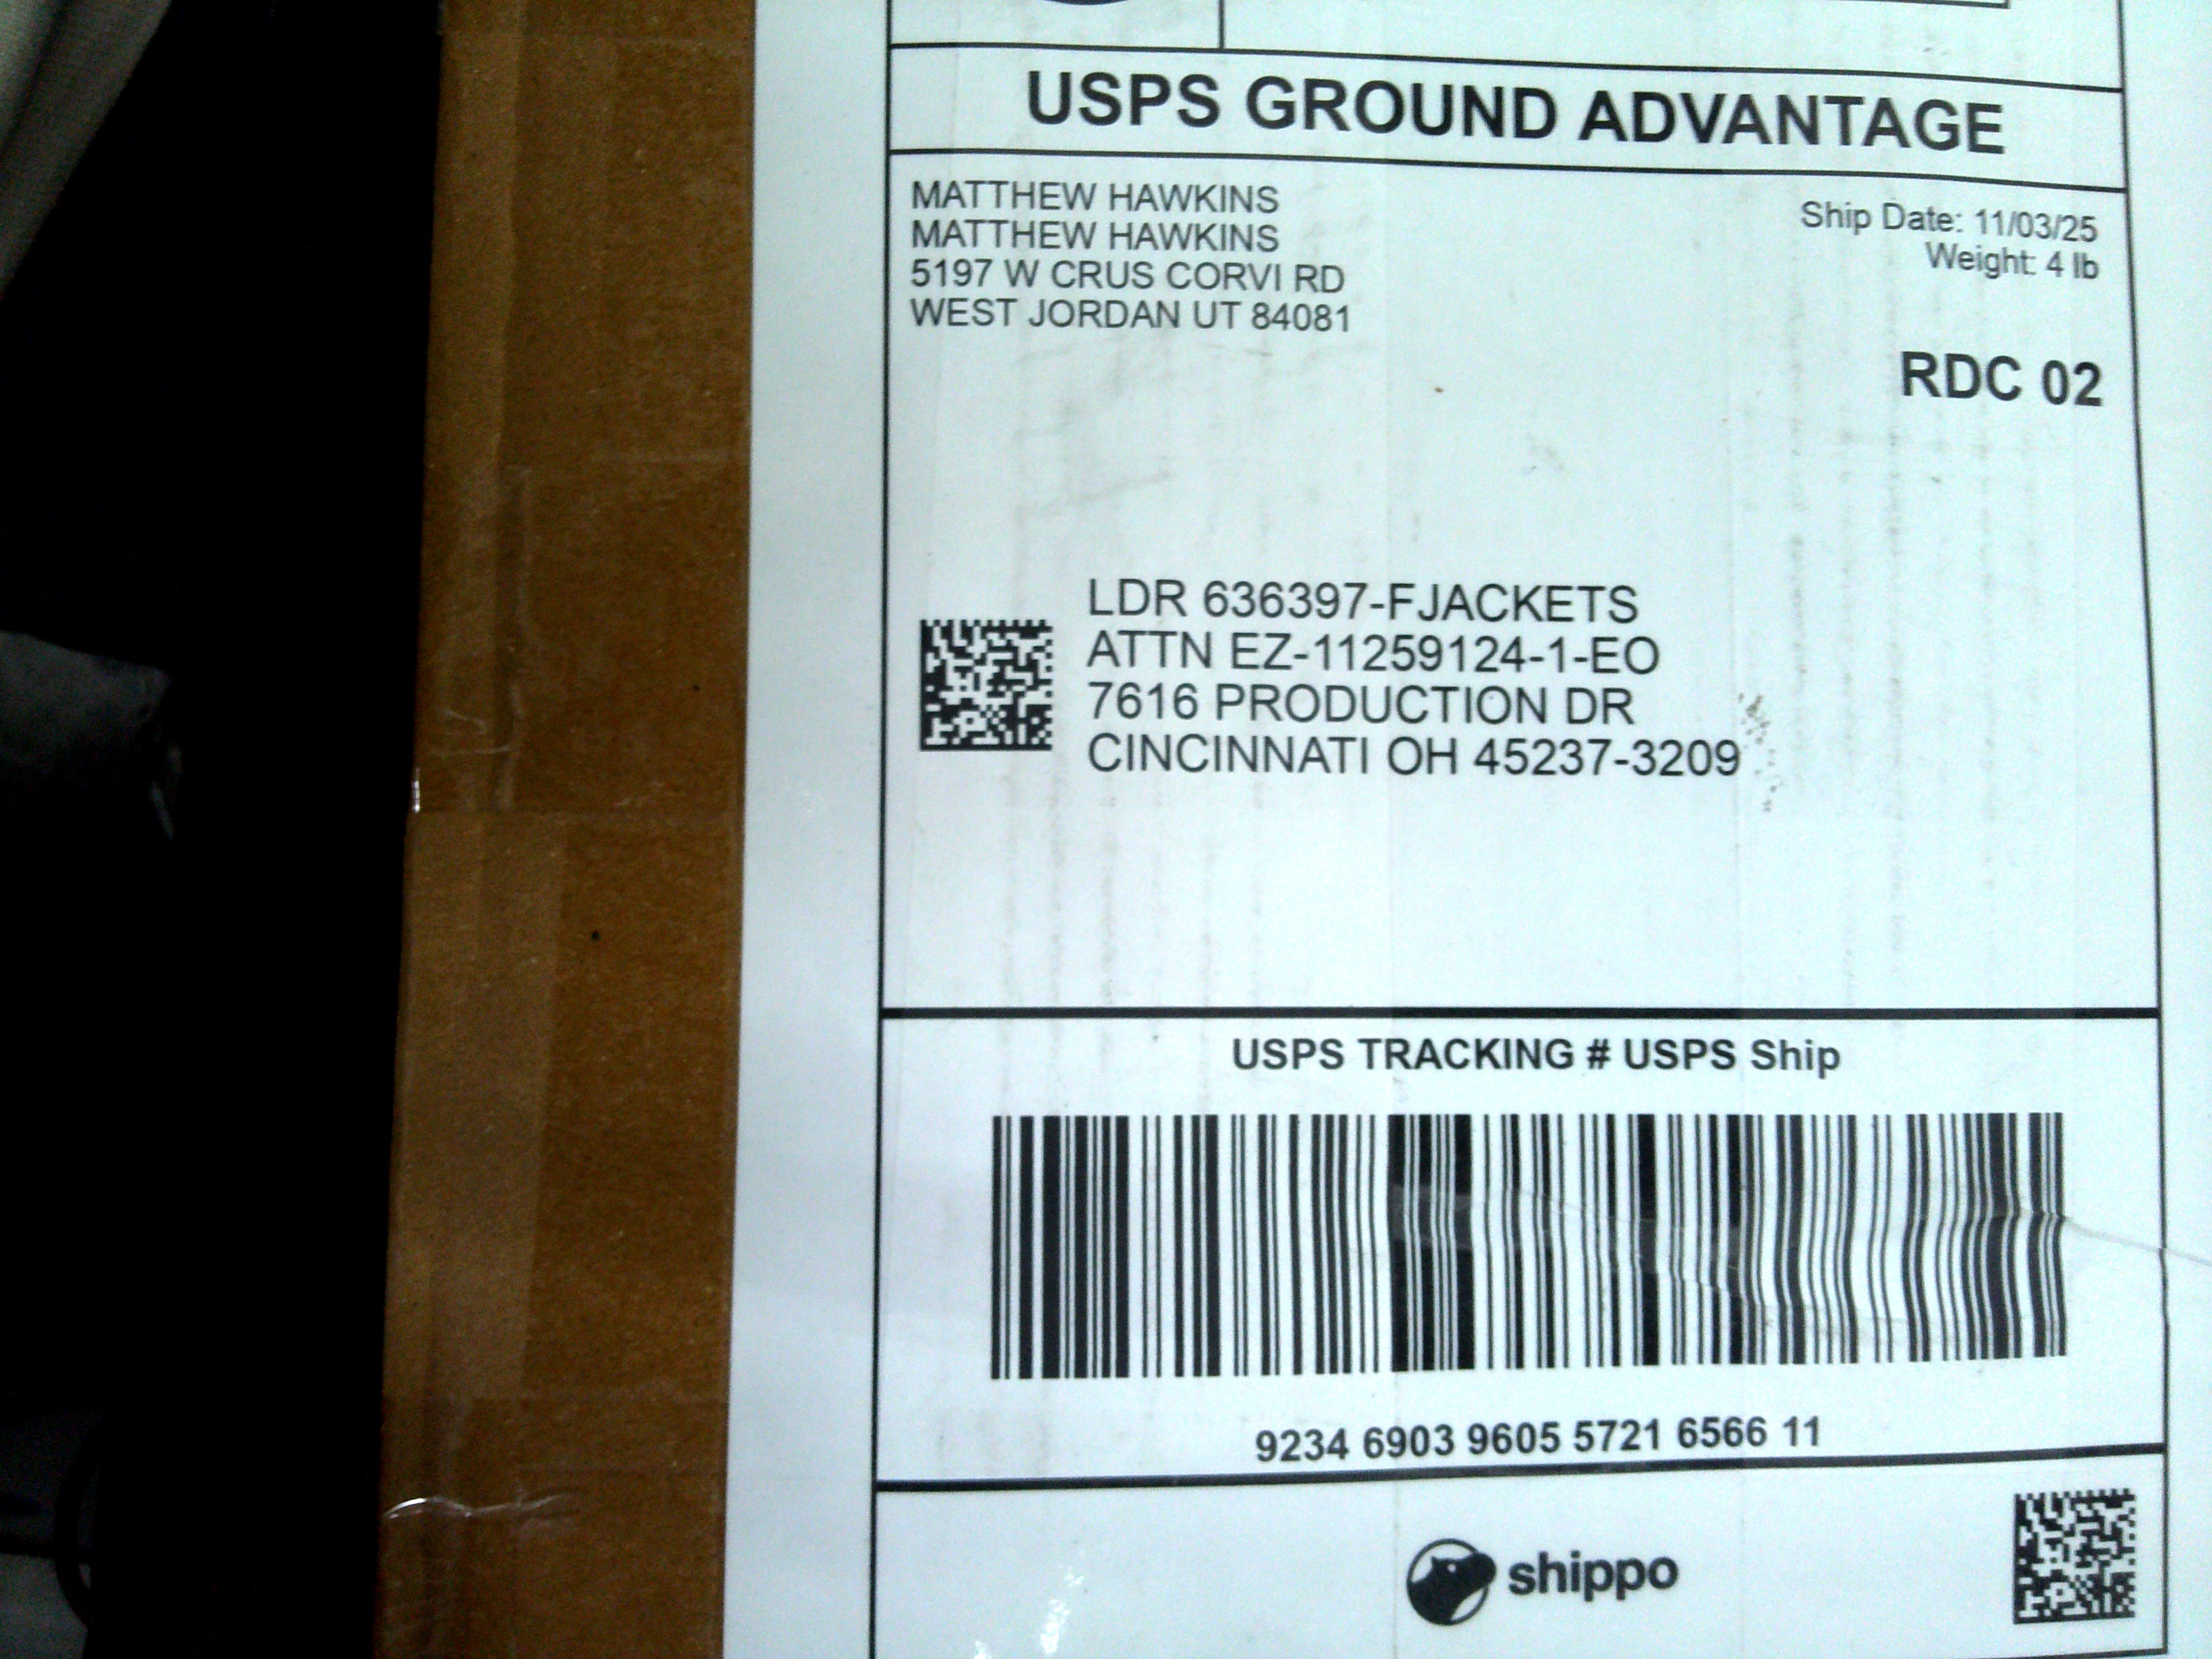 USPS GROUND ADVANTAGE
MATTHEW HAWKINS
MATTHEW HAWKINS
5197 W CRUS CORVI RD
WEST JORDAN UT 84081
Ship Date: 11/03/25
Weight: 4 lb
RDC 02
LDR 636397-FJACKETS
ATTN EZ-11259124-1-EO
7616 PRODUCTION DR
CINCINNATI OH 45237-3209
USPS TRACKING # USPS Ship
9234 6903 9605 5721 6566 11
shippo